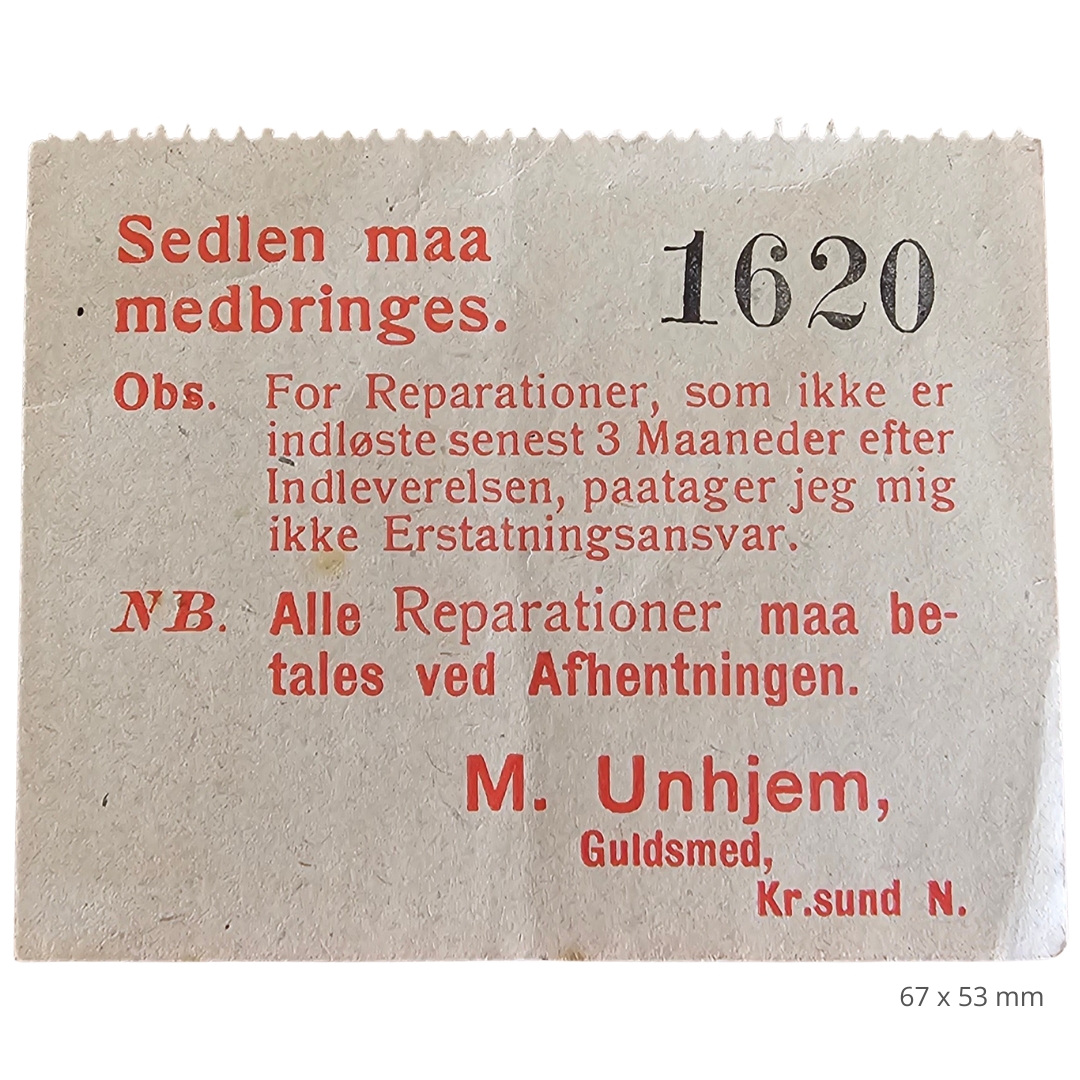 Sedlen maa
medbringes.
1620
Obs. For Reparationer, som ikke er
indløste senest 3 Maaneder efter
Indleverelsen, paatager jeg mig
ikke Erstatningsansvar.
NB. Alle Reparationer maa be-
tales ved Afhentningen.
M. Unhjem,
Guldsmed,
Kr.sund N.
67 x 53 mm